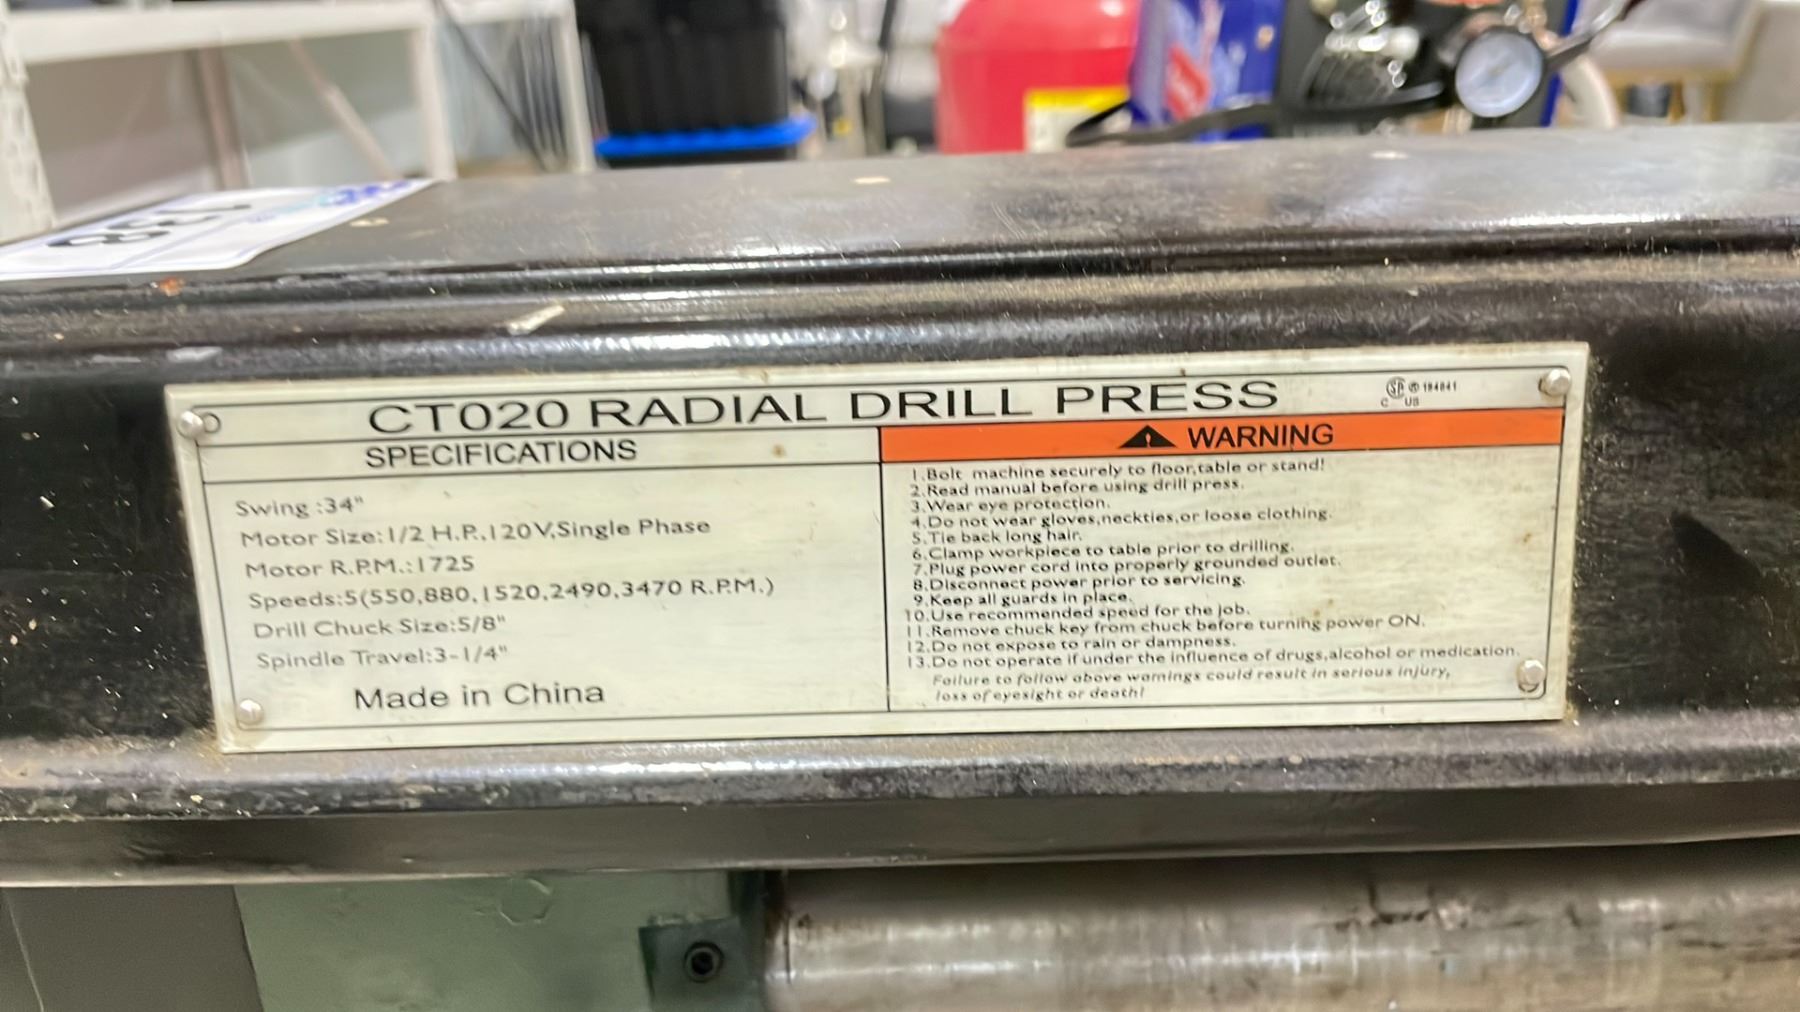 138
CT020 RADIAL DRILL PRESS
SP ® 184841
C US
SPECIFICATIONS
Swing :34"
Motor Size:1/2 H.P.,120V,Single Phase
Motor R.P.M.:1725
Speeds:5(550,880,1520,2490,3470 R.P.M.)
Drill Chuck Size:5/8"
Spindle Travel:3-1/4"
Made in China
WARNING
1.Bolt machine securely to floor,table or stand!
2.Read manual before using drill press.
3.Wear eye protection.
4.Do not wear gloves,neckties,or loose clothing.
5.Tie back long hair.
6.Clamp workpiece to table prior to drilling.
7.Plug power cord into properly grounded outlet.
8.Disconnect power prior to servicing.
9.Keep all guards in place.
10.Use recommended speed for the job.
11.Remove chuck key from chuck before turning power ON.
12.Do not expose to rain or dampness.
13.Do not operate if under the influence of drugs,alcohol or medication.
Failure to follow above warnings could result in serious injury,
loss of eyesight or death!